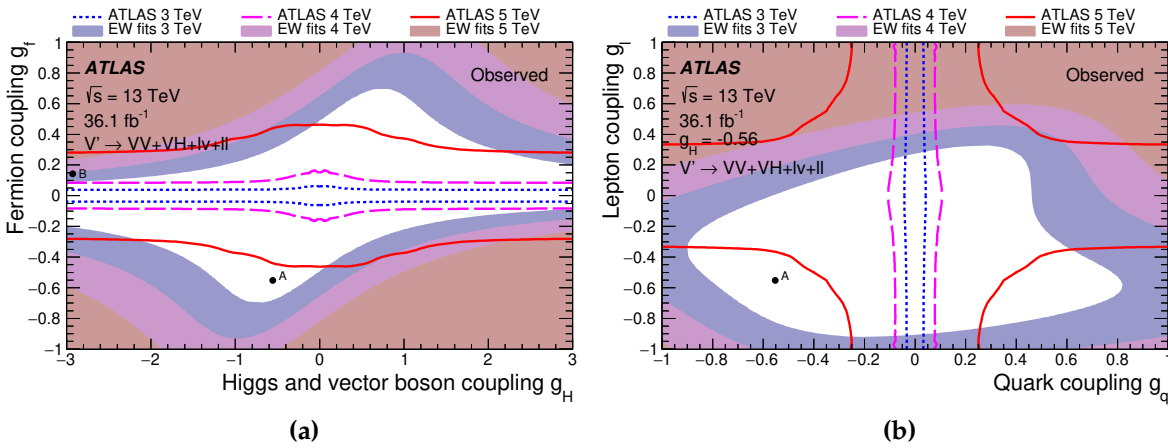 ATLAS 3 TeV ATLAS 4 TeV ATLAS 5 TeV
EW fits 3 TeV EW fits 4 TeV EW fits 5 TeV
ATLAS
Observed
√s = 13 TeV
36.1 fb⁻¹
V' → VV+VH+lν+ll
B
A
1
0.8
0.6
0.4
0.2
0
−0.2
−0.4
−0.6
−0.8
−1
−3 −2 −1 0 1 2 3
Fermion coupling g_f
Higgs and vector boson coupling g_H
(a)
ATLAS 3 TeV ATLAS 4 TeV ATLAS 5 TeV
EW fits 3 TeV EW fits 4 TeV EW fits 5 TeV
ATLAS
Observed
√s = 13 TeV
36.1 fb⁻¹
g_H = -0.56
V' → VV+VH+lν+ll
A
1
0.8
0.6
0.4
0.2
0
−0.2
−0.4
−0.6
−0.8
−1
−1 −0.8 −0.6 −0.4 −0.2 0 0.2 0.4 0.6 0.8 1
Lepton coupling g_l
Quark coupling g_q
(b)